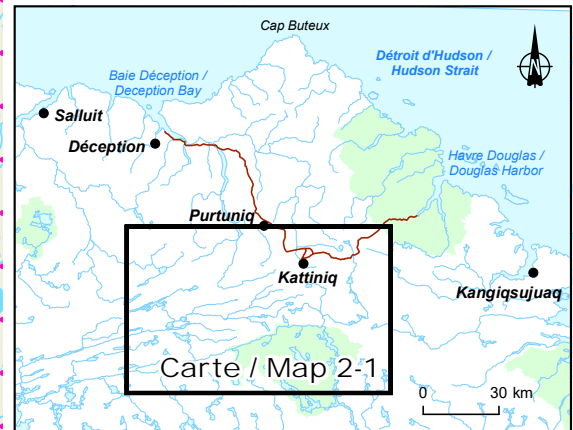 Cap Buteux
Détroit d'Hudson /
Hudson Strait
Baie Déception /
Deception Bay
Salluit
Déception
Havre Douglas /
Douglas Harbor
Purtuniq
Kattiniq
Kangiqsujuaq
Carte / Map 2-1
0 30 km